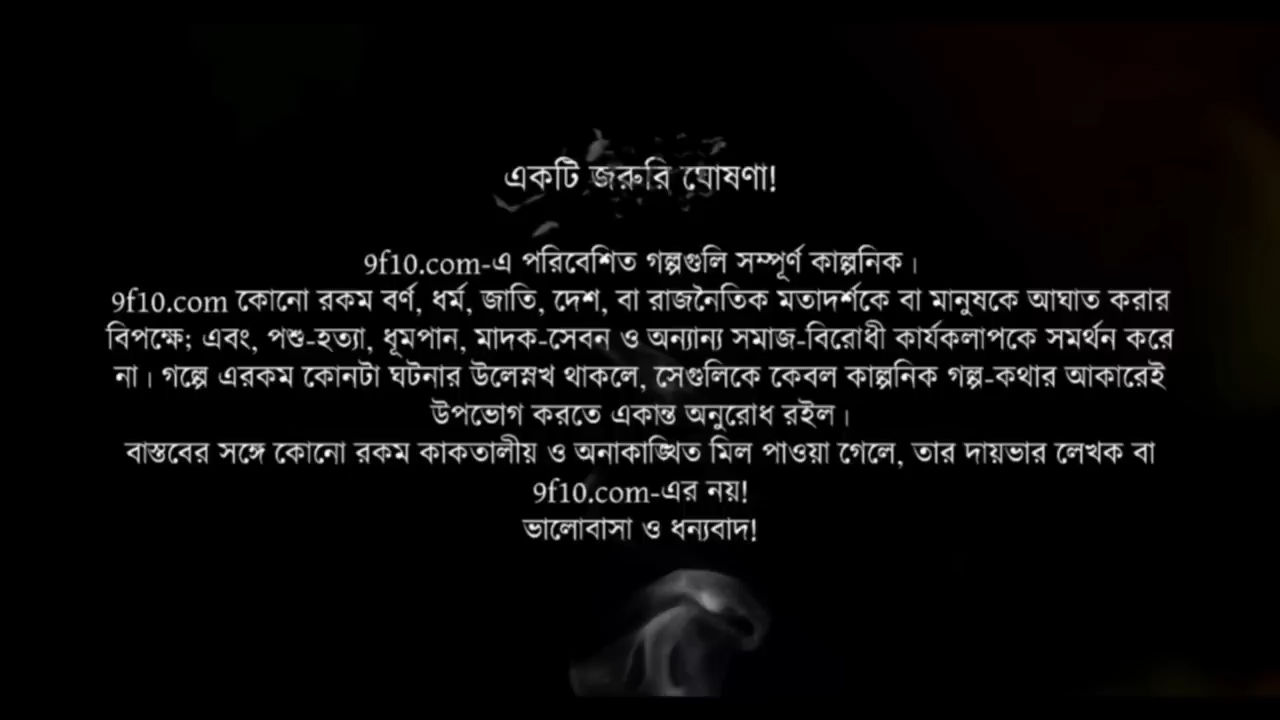 একটি জরুরি ঘোষণা!
9f10.com-এ পরিবেশিত গল্পগুলি সম্পূর্ণ কাল্পনিক।
9f10.com কোনো রকম বর্ণ, ধর্ম, জাতি, দেশ, বা রাজনৈতিক মতাদর্শকে বা মানুষকে আঘাত করার
বিপক্ষে; এবং, পশু-হত্যা, ধূমপান, মাদক-সেবন ও অন্যান্য সমাজ-বিরোধী কার্যকলাপকে সমর্থন করে
না। গল্পে এরকম কোনটা ঘটনার উলেস্নখ থাকলে, সেগুলিকে কেবল কাল্পনিক গল্প-কথার আকারেই
উপভোগ করতে একান্ত অনুরোধ রইল।
বাস্তবের সঙ্গে কোনো রকম কাকতালীয় ও অনাকাঙ্খিত মিল পাওয়া গেলে, তার দায়ভার লেখক বা
9f10.com-এর নয়!
ভালোবাসা ও ধন্যবাদ!